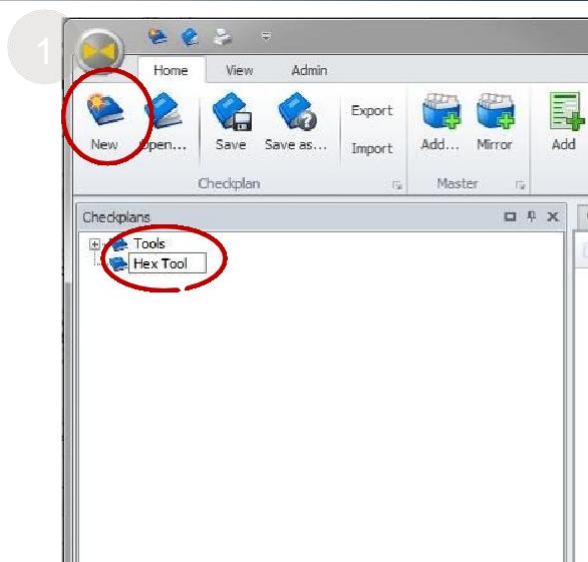 1
Home View Admin
New Open... Save Save as... Export Import Add... Mirror Add
Checkplan Master
Checkplans
Tools
Hex Tool